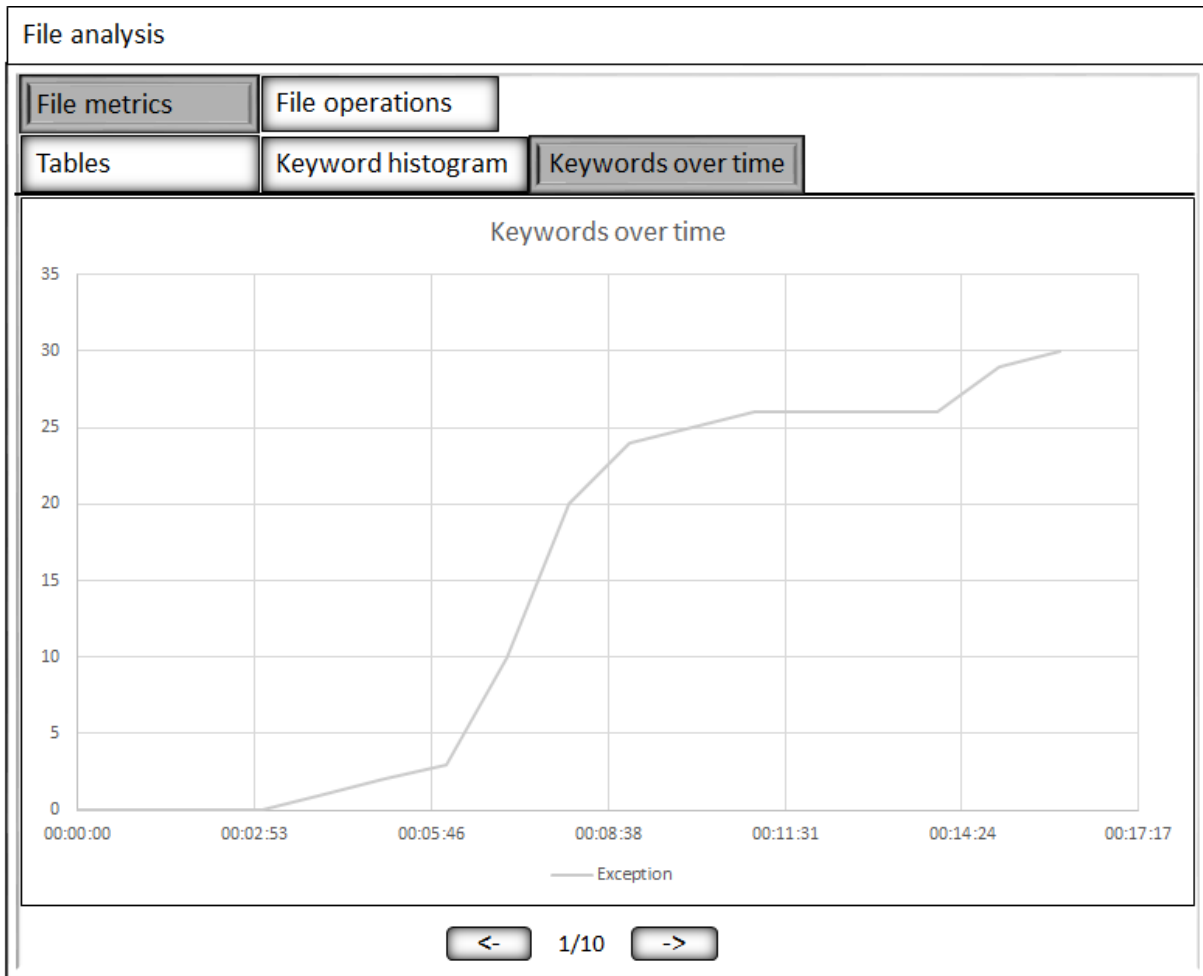 File analysis
File metrics File operations
Tables Keyword histogram Keywords over time
Keywords over time
35
30
25
20
15
10
5
0
00:00:00 00:02:53 00:05:46 00:08:38 00:11:31 00:14:24 00:17:17
Exception
<- 1/10 ->